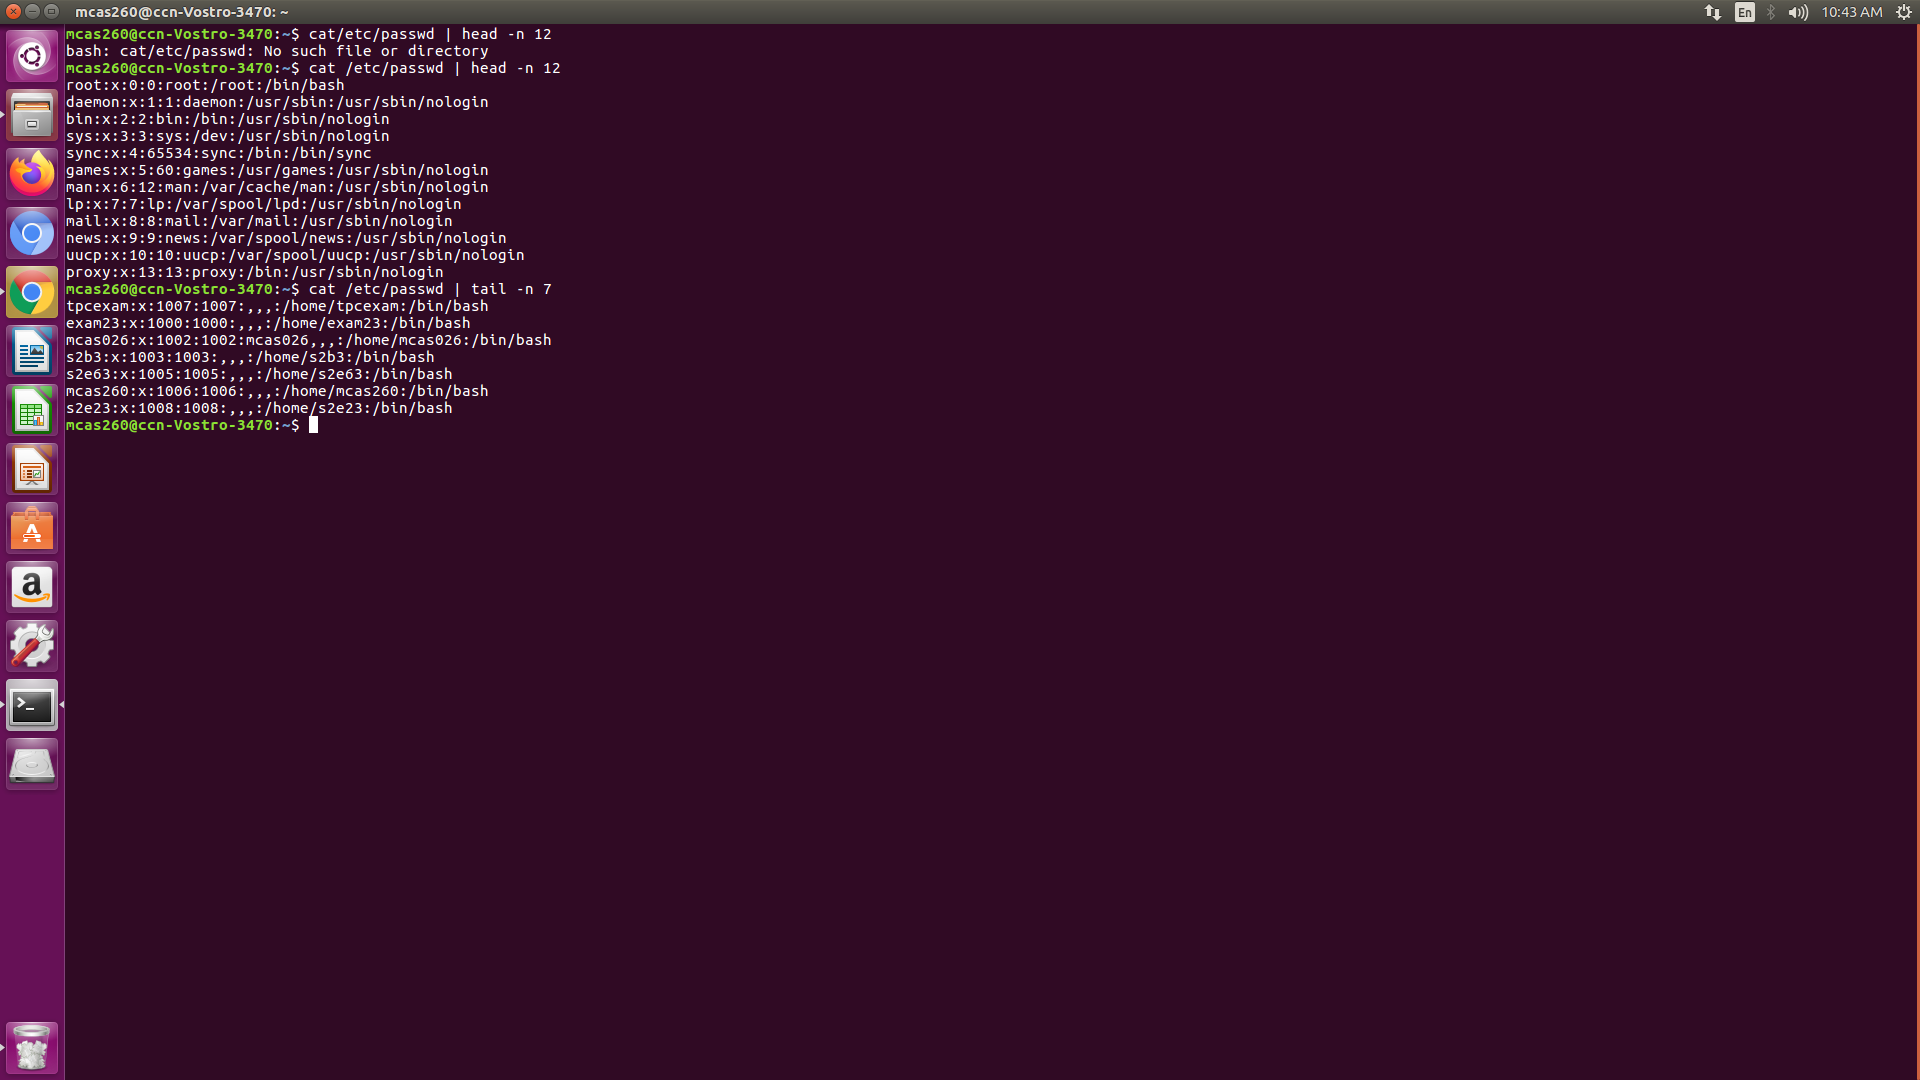 mcas260@ccn-Vostro-3470: ~
En
10:43 AM
mcas260@ccn-Vostro-3470:~$ cat/etc/passwd | head -n 12
bash: cat/etc/passwd: No such file or directory
mcas260@ccn-Vostro-3470:~$ cat /etc/passwd | head -n 12
root:x:0:0:root:/root:/bin/bash
daemon:x:1:1:daemon:/usr/sbin:/usr/sbin/nologin
bin:x:2:2:bin:/bin:/usr/sbin/nologin
sys:x:3:3:sys:/dev:/usr/sbin/nologin
sync:x:4:65534:sync:/bin:/bin/sync
games:x:5:60:games:/usr/games:/usr/sbin/nologin
man:x:6:12:man:/var/cache/man:/usr/sbin/nologin
lp:x:7:7:lp:/var/spool/lpd:/usr/sbin/nologin
mail:x:8:8:mail:/var/mail:/usr/sbin/nologin
news:x:9:9:news:/var/spool/news:/usr/sbin/nologin
uucp:x:10:10:uucp:/var/spool/uucp:/usr/sbin/nologin
proxy:x:13:13:proxy:/bin:/usr/sbin/nologin
mcas260@ccn-Vostro-3470:~$ cat /etc/passwd | tail -n 7
tpcexam:x:1007:1007:,,,:/home/tpcexam:/bin/bash
exam23:x:1000:1000:,,,:/home/exam23:/bin/bash
mcas026:x:1002:1002:mcas026,,,:/home/mcas026:/bin/bash
s2b3:x:1003:1003:,,,:/home/s2b3:/bin/bash
s2e63:x:1005:1005:,,,:/home/s2e63:/bin/bash
mcas260:x:1006:1006:,,,:/home/mcas260:/bin/bash
s2e23:x:1008:1008:,,,:/home/s2e23:/bin/bash
mcas260@ccn-Vostro-3470:~$